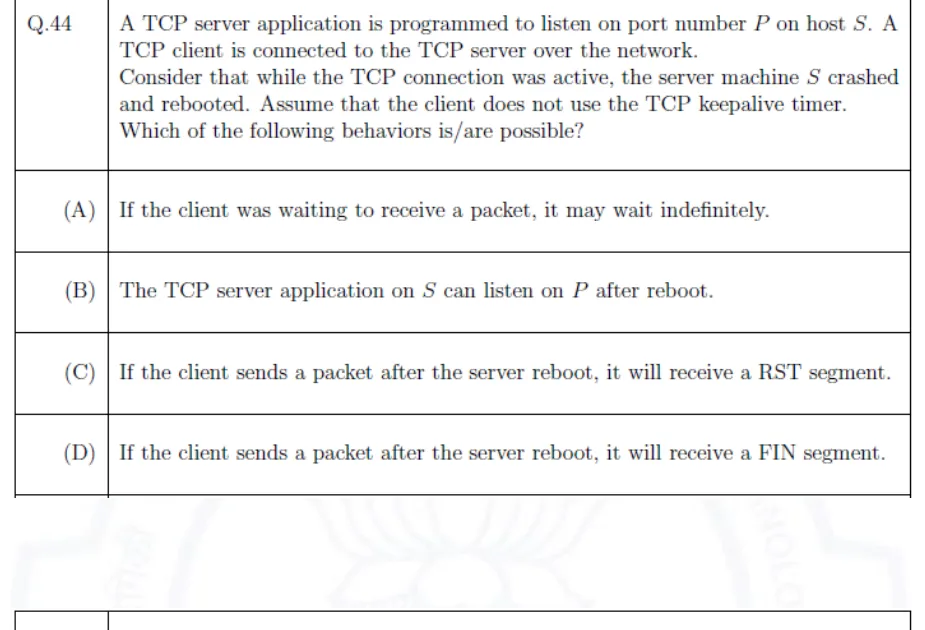 Q.44
A TCP server application is programmed to listen on port number P on host S. A
TCP client is connected to the TCP server over the network.
Consider that while the TCP connection was active, the server machine S crashed
and rebooted. Assume that the client does not use the TCP keepalive timer.
Which of the following behaviors is/are possible?
(A) If the client was waiting to receive a packet, it may wait indefinitely.
(B) The TCP server application on S can listen on P after reboot.
(C) If the client sends a packet after the server reboot, it will receive a RST segment.
(D) If the client sends a packet after the server reboot, it will receive a FIN segment.